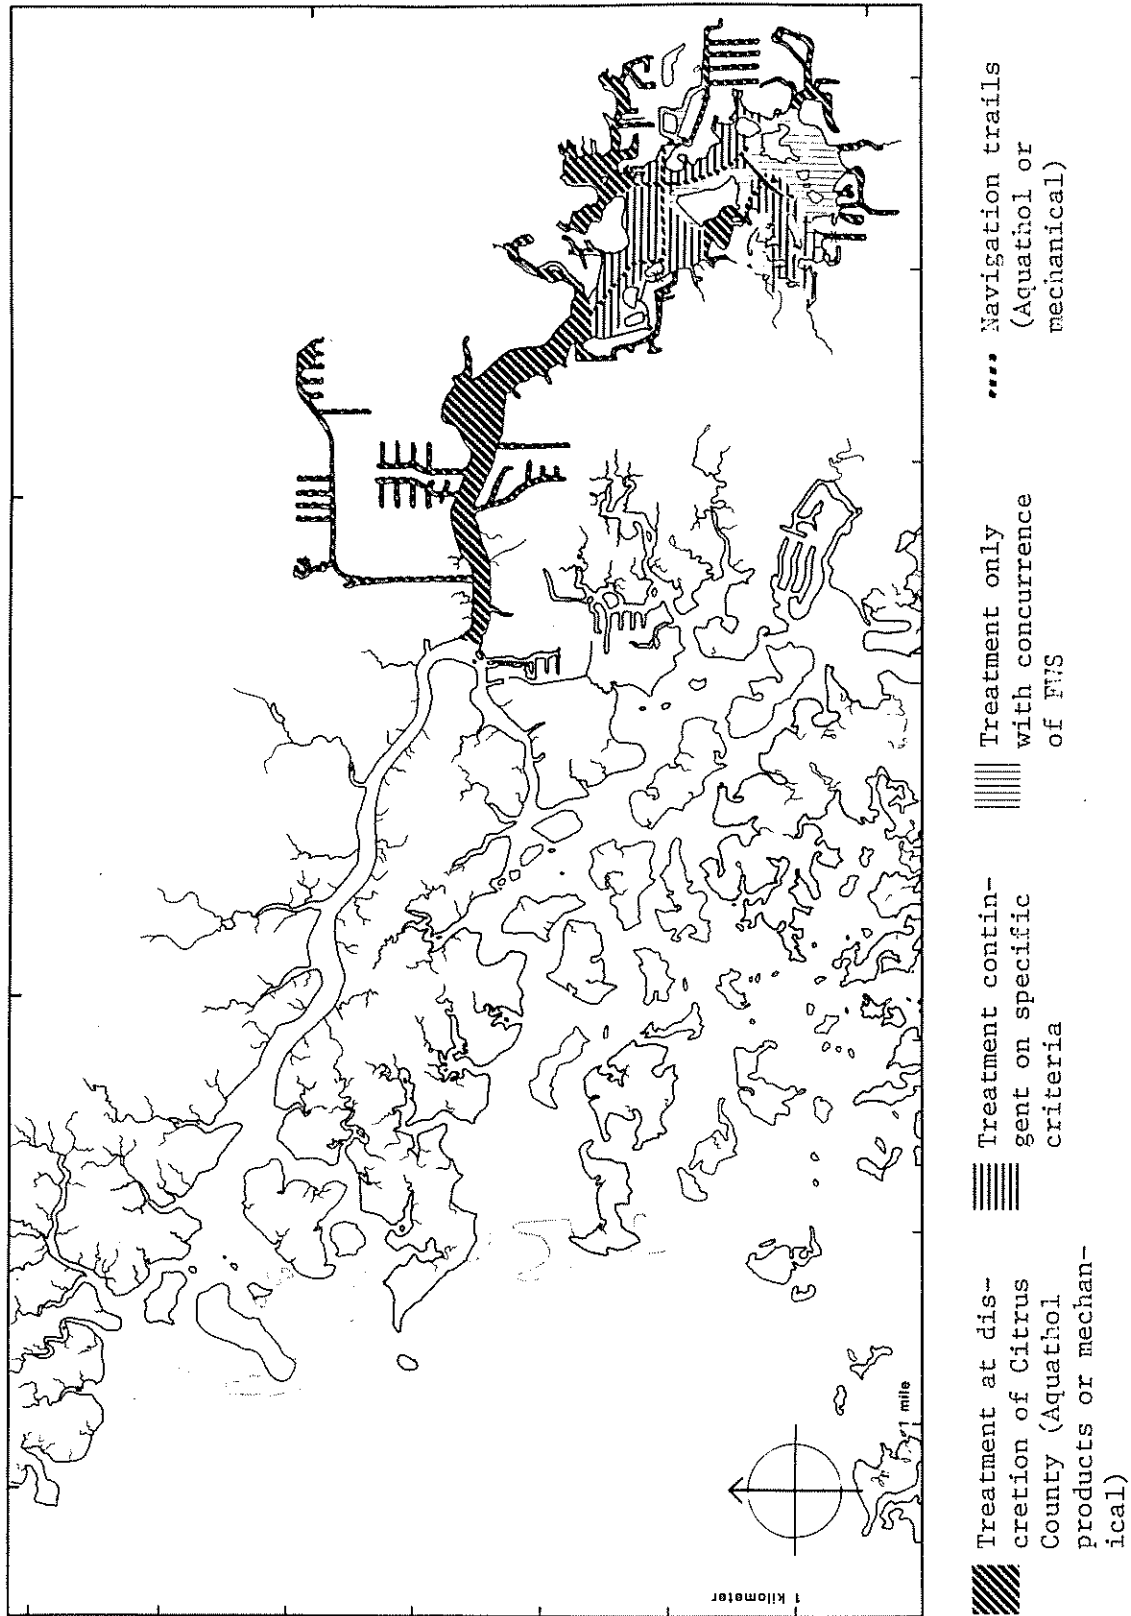 1 mile
1 kilometer
Treatment at dis-
cretion of Citrus
County (Aquathol
products or mechan-
ical)
Treatment contin-
gent on specific
criteria
Treatment only
with concurrence
of FWS
Navigation trails
(Aquathol or
mechanical)